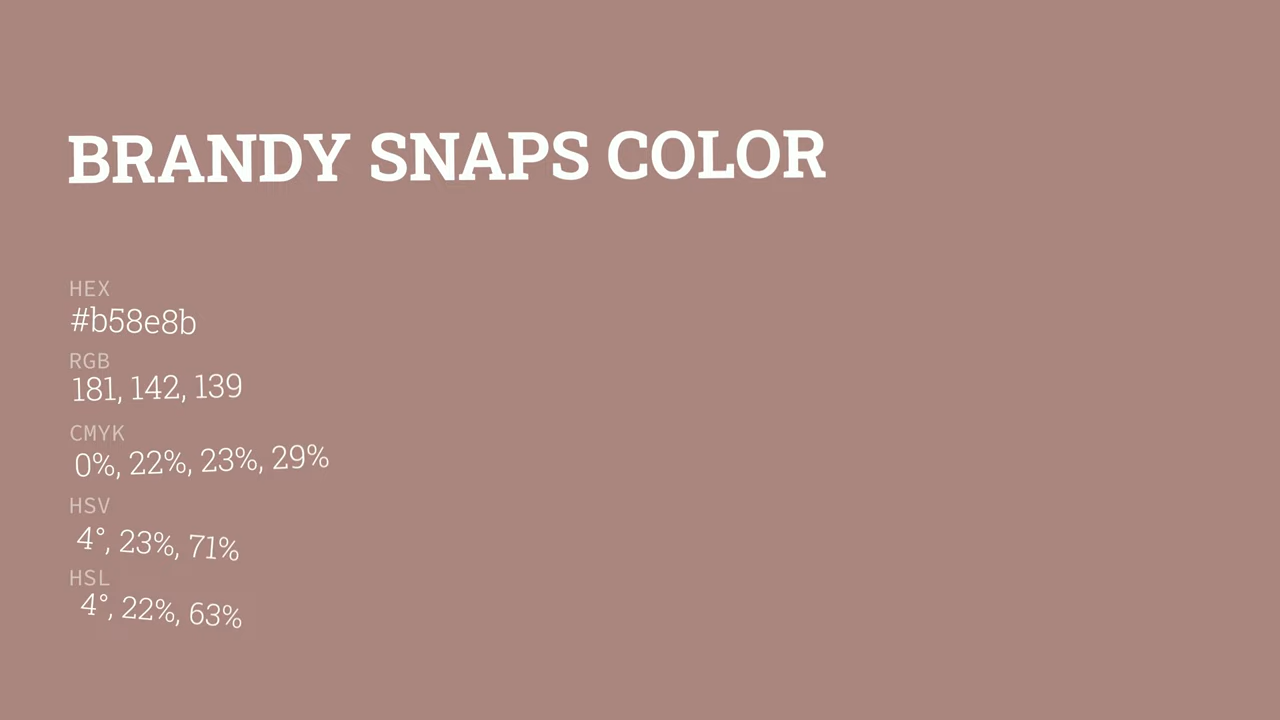 BRANDY SNAPS COLOR
HEX
#b58e8b
RGB
181, 142, 139
CMYK
0%, 22%, 23%, 29%
HSV
4°, 23%, 71%
HSL
4°, 22%, 63%